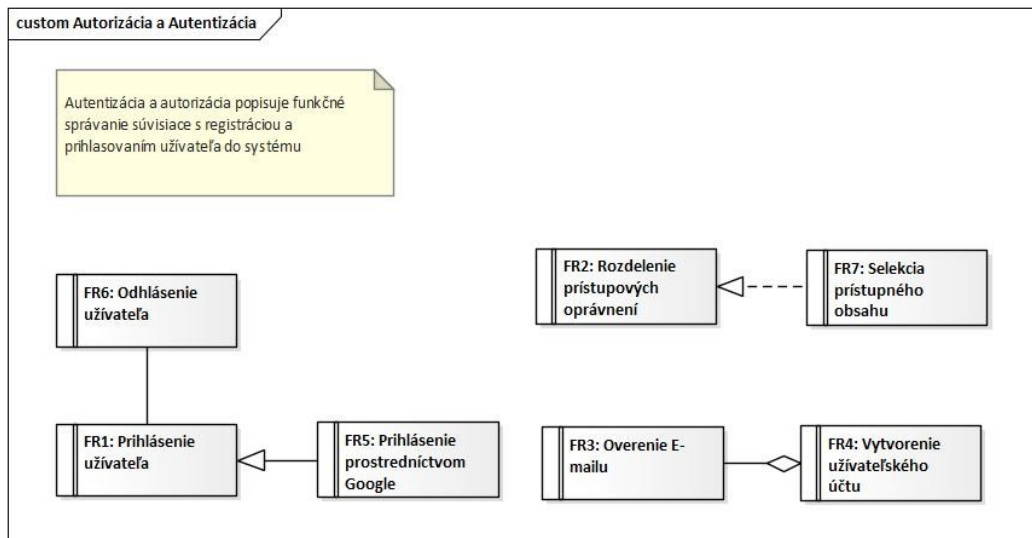 custom Autorizácia a Autentizácia
Autentizácia a autorizácia popisuje funkčné
správanie súvisiace s registráciou a
prihlasovaním užívateľa do systému
FR6: Odhlásenie
užívateľa
FR2: Rozdelenie
prístupových
oprávnení
FR7: Selekcia
prístupného
obsahu
FR1: Prihlásenie
užívateľa
FR5: Prihlásenie
prostredníctvom
Google
FR3: Overenie E-
mailu
FR4: Vytvorenie
užívateľského
účtu